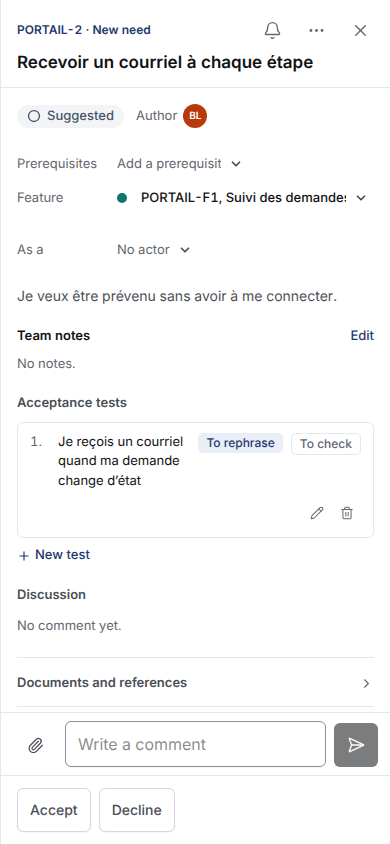 PORTAIL-2 · New need
Recevoir un courriel à chaque étape
Suggested Author BL
Prerequisites Add a prerequisit
Feature PORTAIL-F1, Suivi des demandes
As a No actor
Je veux être prévenu sans avoir à me connecter.
Team notes Edit
No notes.
Acceptance tests
1. Je reçois un courriel To rephrase To check
quand ma demande
change d’état
+ New test
Discussion
No comment yet.
Documents and references
Write a comment
Accept Decline